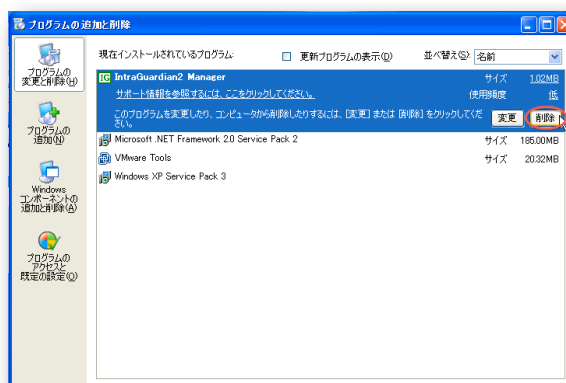 プログラムの追加と削除
現在インストールされているプログラム:
更新プログラムの表示(D)
並べ替え(S):
名前
プログラムの
変更と削除(H)
プログラムの
追加(N)
Windows
コンポーネントの
追加と削除(A)
プログラムの
アクセスと
既定の設定(O)
IG IntraGuardian2 Manager
サイズ 1.02MB
サポート情報を参照するには、ここをクリックしてください。
使用頻度 低
このプログラムを変更したり、コンピュータから削除したりするには、[変更] または [削除] をクリックしてくだ
さい。
変更 削除
Microsoft .NET Framework 2.0 Service Pack 2
サイズ 185.00MB
VMware Tools
サイズ 20.32MB
Windows XP Service Pack 3